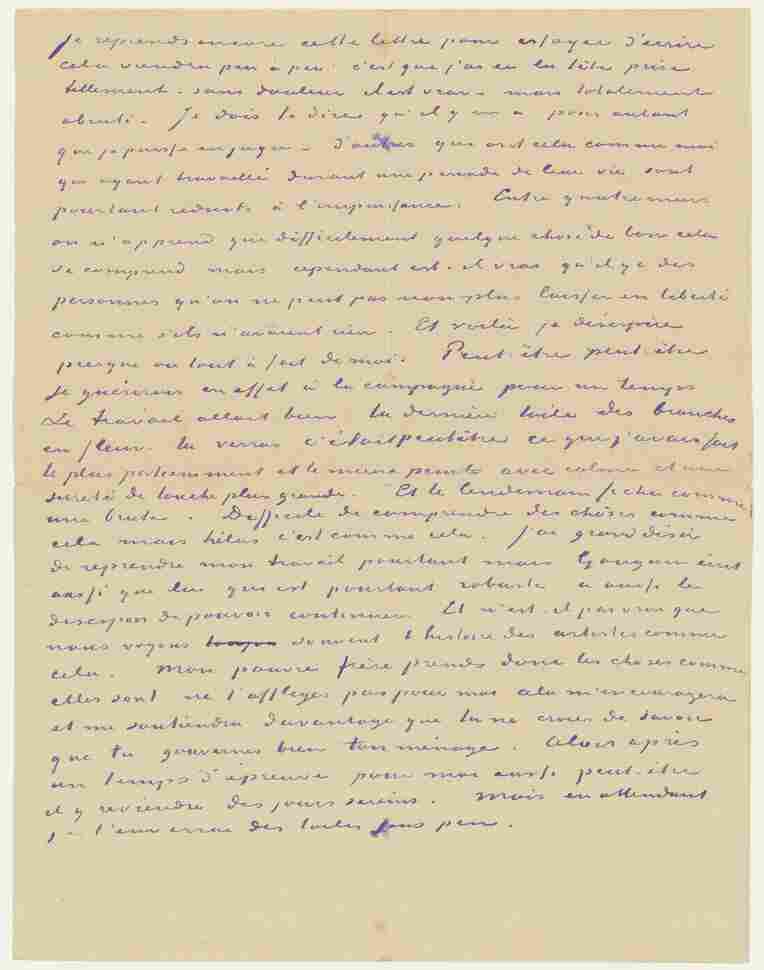 Je reprends encore cette lettre pour essayer d'écrire
cela viendra peu à peu c'est que j'ai eu la tête prise
tellement - sans douleur il est vrai - mais totalement
abruti. Je dois te dire qu'il y en a pour autant
que je puisse en juger - d'autres qui ont cela comme moi
qui ayant travaillé durant une période de leur vie sont
pourtant reduits à l'impuissance. Entre quatre murs
on n'apprend que difficilement quelque chose de bon cela
se comprend mais cependant est-il vrai qu'il y a des
personnes qu'on ne peut pas non plus laisser en liberté
comme s'ils n'avaient rien. Et voilà je désespère
presque ou tout à fait de moi. Peut-être peut-être
je guérirais en effet à la campagne pour un temps
Le travail allait bien la dernière toile des branches
en fleur - tu verras c'était peutêtre ce que j'avais fait
le plus patiemment et le mieux peint avec calme et une
sureté de touche plus grande. Et le lendemain fichu comme
une brute. Difficile de comprendre des choses comme
cela mais hélas c'est comme cela. J'ai grand désir
de reprendre mon travail pourtant mais Gauguin écrit
aussi que lui qui est pourtant robuste a aussi le
désespoir de pouvoir continuer. Et n'est-il pas vrai que
nous voyons souvent l'histoire des artistes comme
cela. Mon pauvre frère prends donc les choses comme
elles sont ne t'affliges pas pour moi cela m'encouragera
et me soutiendra davantage que tu ne crois de savoir
que tu gouvernes bien ton ménage. Alors après
un temps d'épreuve pour moi aussi peut-être
il y reviendra des jours sereins. Mais en attendant
je t'enverrai des toiles sous peu.